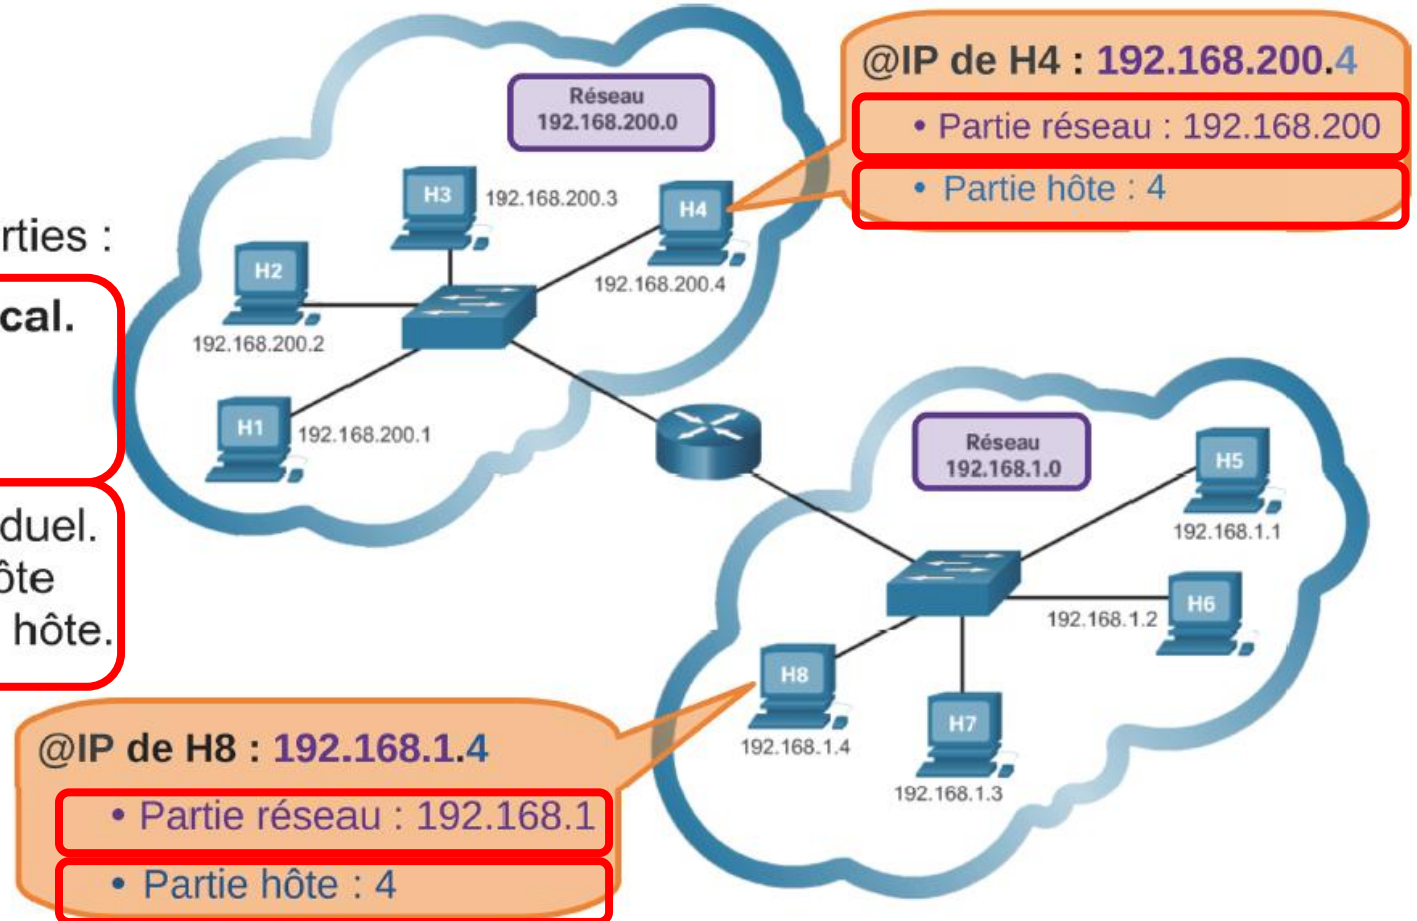 @IP de H4 : 192.168.200.4
• Partie réseau : 192.168.200
• Partie hôte : 4
Réseau
192.168.200.0
H3
192.168.200.3
H4
192.168.200.4
H2
192.168.200.2
H1
192.168.200.1
rties :
cal.
duel.
ôte
hôte.
Réseau
192.168.1.0
H5
192.168.1.1
H6
192.168.1.2
H8
192.168.1.4
H7
192.168.1.3
@IP de H8 : 192.168.1.4
• Partie réseau : 192.168.1
• Partie hôte : 4